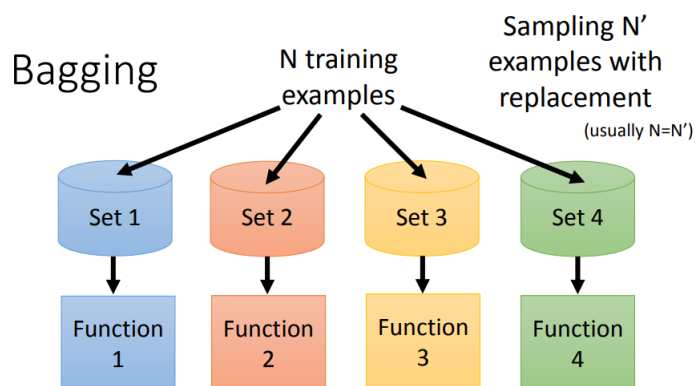 Bagging
N training
examples
Sampling N’
examples with
replacement
(usually N=N’)
Set 1
Set 2
Set 3
Set 4
Function
1
Function
2
Function
3
Function
4